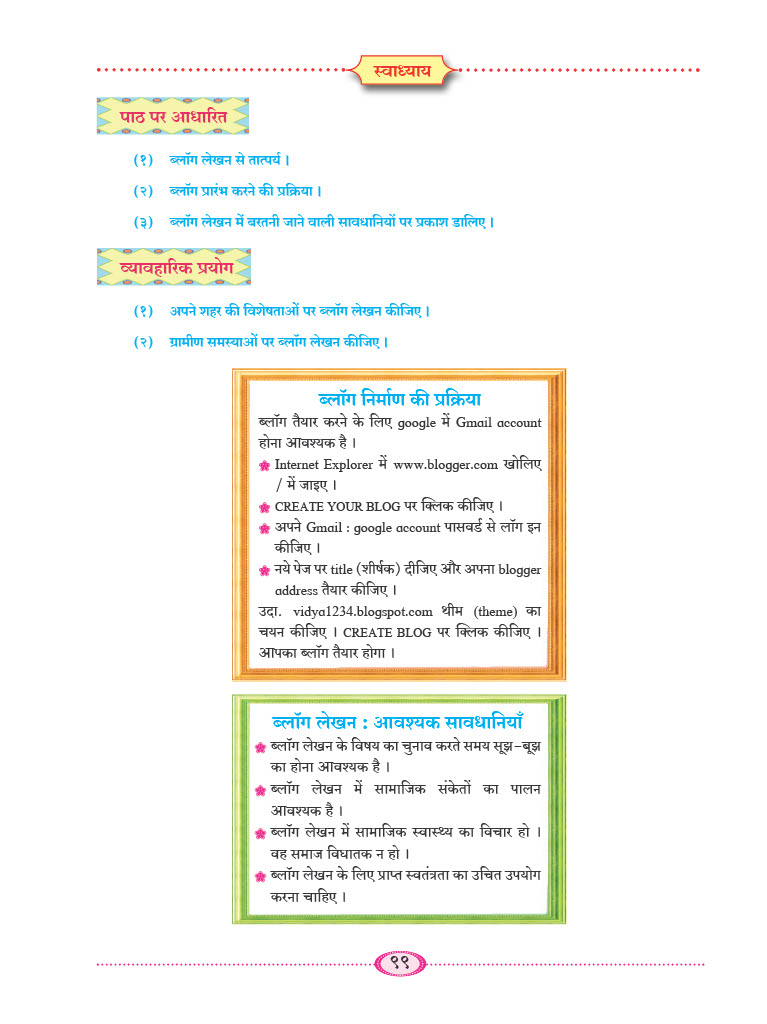 स्वाध्याय
पाठ पर आधारित
(१) ब्लॉग लेखन से तात्पर्य ।
(२) ब्लॉग प्रारंभ करने की प्रक्रिया ।
(३) ब्लॉग लेखन में बरतनी जाने वाली सावधानियों पर प्रकाश डालिए ।
व्यावहारिक प्रयोग
(१) अपने शहर की विशेषताओं पर ब्लॉग लेखन कीजिए ।
(२) ग्रामीण समस्याओं पर ब्लॉग लेखन कीजिए ।
ब्लॉग निर्माण की प्रक्रिया
ब्लॉग तैयार करने के लिए google में Gmail account
होना आवश्यक है ।
Internet Explorer में www.blogger.com खोलिए
/ में जाइए ।
CREATE YOUR BLOG पर क्लिक कीजिए ।
अपने Gmail : google account पासवर्ड से लॉग इन
कीजिए ।
नये पेज पर title (शीर्षक) दीजिए और अपना blogger
address तैयार कीजिए ।
उदा. vidya1234.blogspot.com थीम (theme) का
चयन कीजिए । CREATE BLOG पर क्लिक कीजिए ।
आपका ब्लॉग तैयार होगा ।
ब्लॉग लेखन : आवश्यक सावधानियाँ
ब्लॉग लेखन के विषय का चुनाव करते समय सूझ-बूझ
का होना आवश्यक है ।
ब्लॉग लेखन में सामाजिक संकेतों का पालन
आवश्यक है ।
ब्लॉग लेखन में सामाजिक स्वास्थ्य का विचार हो ।
वह समाज विघातक न हो ।
ब्लॉग लेखन के लिए प्राप्त स्वतंत्रता का उचित उपयोग
करना चाहिए ।
९९